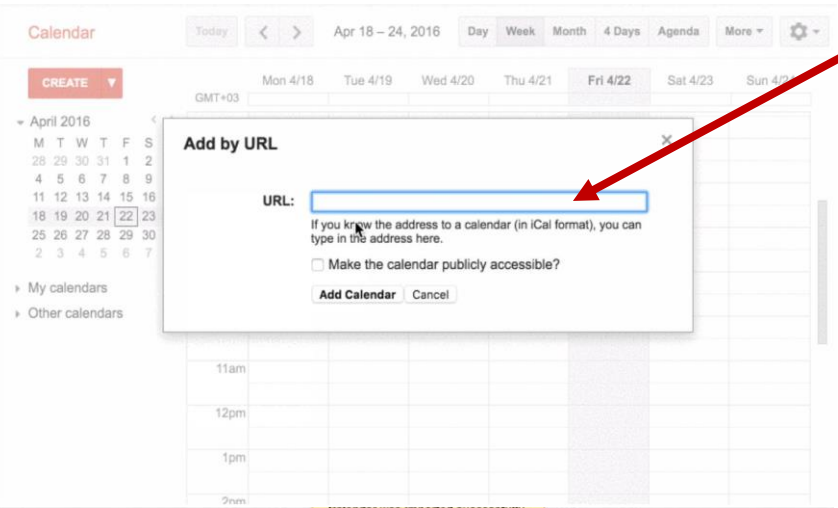 Calendar
Today < > Apr 18 – 24, 2016 Day Week Month 4 Days Agenda More
CREATE
Mon 4/18 Tue 4/19 Wed 4/20 Thu 4/21 Fri 4/22 Sat 4/23 Sun 4/24
GMT+03
April 2016
M T W T F S
28 29 30 31 1 2
4 5 6 7 8 9
11 12 13 14 15 16
18 19 20 21 22 23
25 26 27 28 29 30
2 3 4 5 6 7
My calendars
Other calendars
Add by URL
URL:
If you know the address to a calendar (in iCal format), you can
type in the address here.
Make the calendar publicly accessible?
Add Calendar Cancel
11am
12pm
1pm
2pm